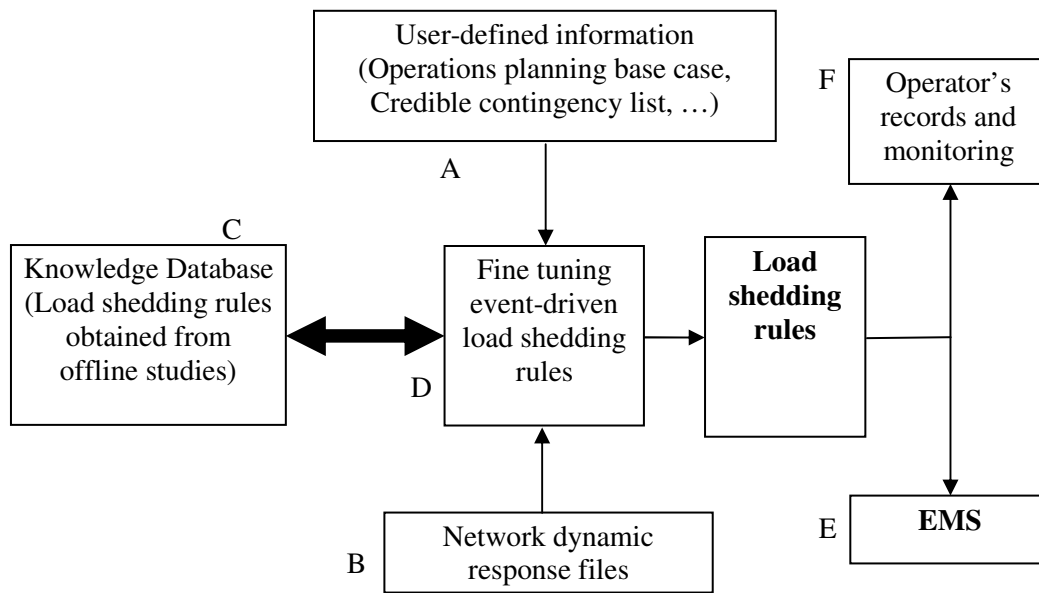 User-defined information
(Operations planning base case,
Credible contingency list, …)
A
F
Operator's
records and
monitoring
C
Knowledge Database
(Load shedding rules
obtained from
offline studies)
D
Fine tuning
event-driven
load shedding
rules
Load
shedding
rules
B
Network dynamic
response files
E
EMS